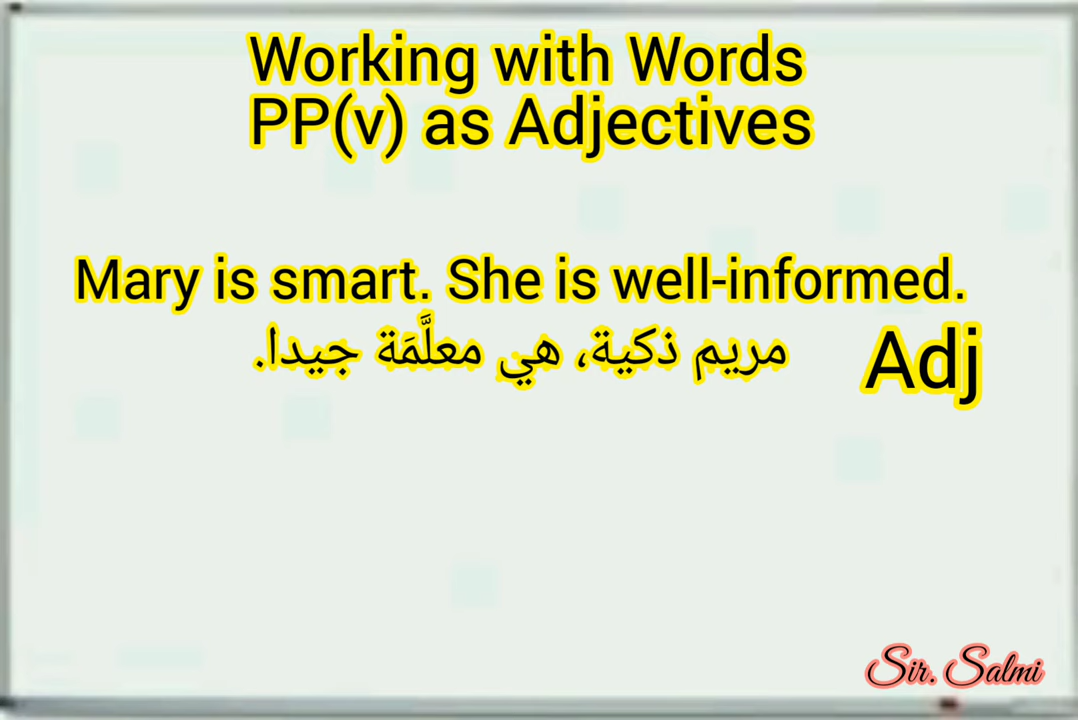 Working with Words
PP(v) as Adjectives
Mary is smart. She is well-informed.
مريم ذكية، هي معلَّمَة جيدا.
Adj
Sir. Salmi